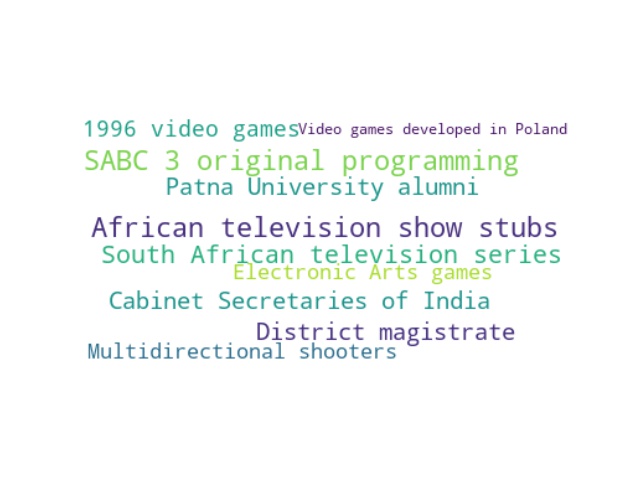 1996 video games
Video games developed in Poland
SABC 3 original programming
Patna University alumni
African television show stubs
South African television series
Electronic Arts games
Cabinet Secretaries of India
District magistrate
Multidirectional shooters